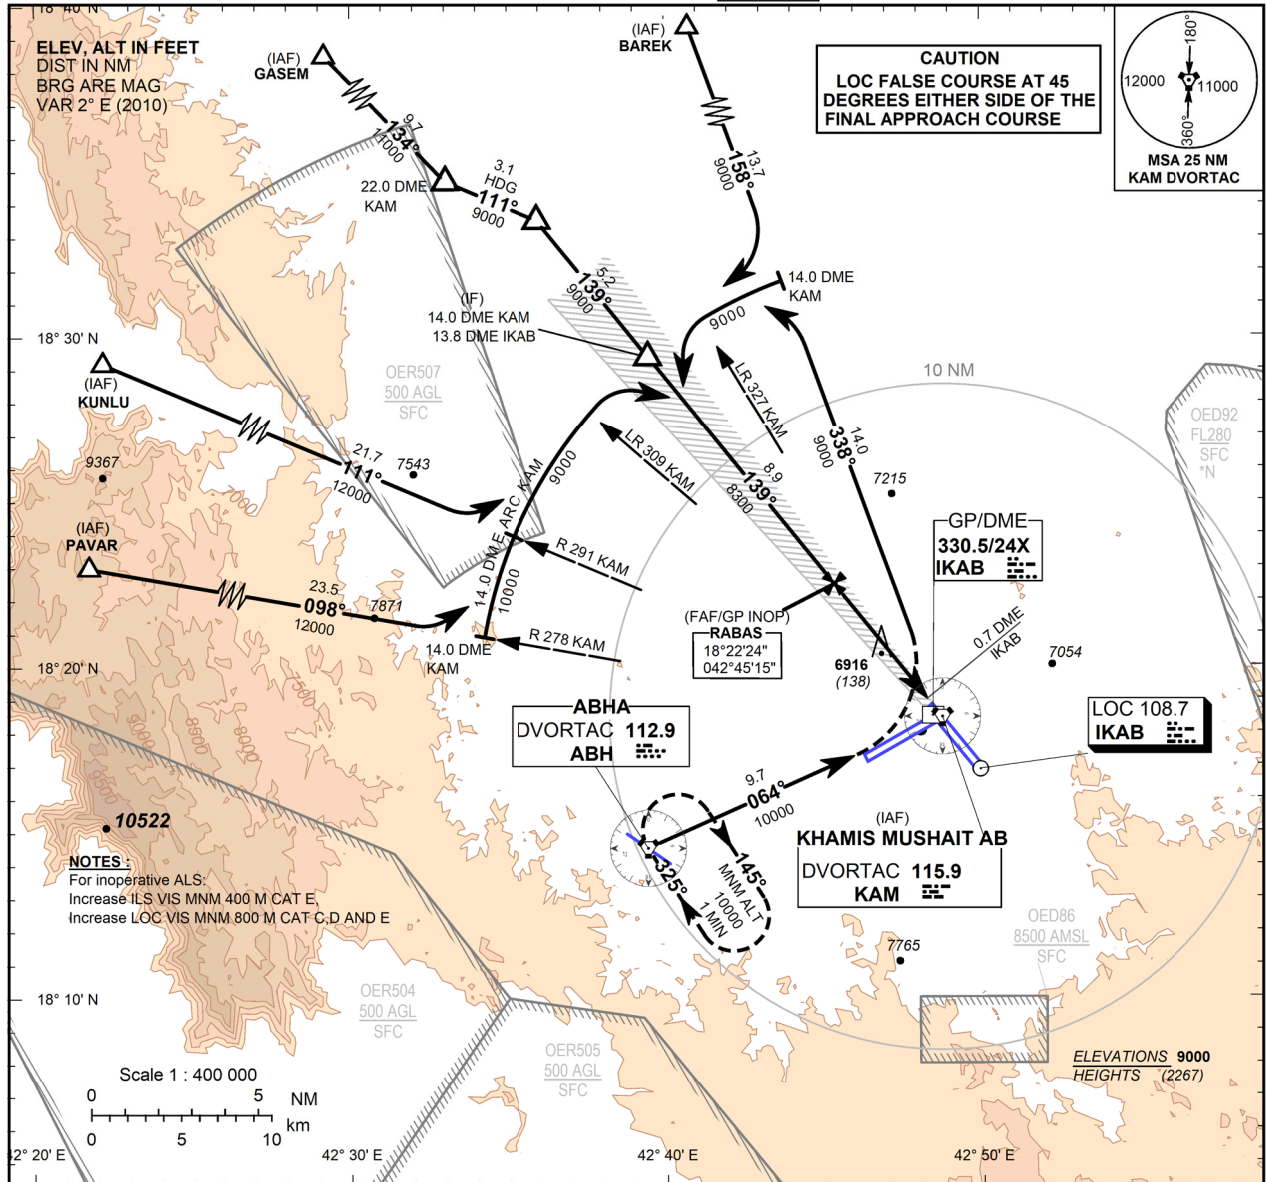 18° 40' N
42° 30' E
42° 40' E
42° 50' E
ELEV, ALT IN FEET
DIST IN NM
BRG ARE MAG
VAR 2° E (2010)
(IAF)
GASEM
(IAF)
BAREK
CAUTION
LOC FALSE COURSE AT 45
DEGREES EITHER SIDE OF THE
FINAL APPROACH COURSE
180°
12000
11000
360°
MSA 25 NM
KAM DVORTAC
9.7
134°
11000
22.0 DME
KAM
3.1
HDG
111°
9000
13.7
158°
9000
5.2
139°
9000
(IF)
14.0 DME KAM
13.8 DME IKAB
14.0 DME
KAM
9000
18° 30' N
OER507
500 AGL
SFC
(IAF)
KUNLU
10 NM
LR 327 KAM
14.0
338°
9000
OED92
FL280
SFC
*N
9367
7000
21.7
111°
12000
7543
9000
LR 309 KAM
8.9
139°
8300
7215
(IAF)
PAVAR
14.0 DME ARC KAM
10000
R 291 KAM
GP/DME
330.5/24X
IKAB
23.5
098°
12000
7871
14.0 DME
KAM
R 278 KAM
(FAF/GP INOP)
RABAS
18°22'24"
042°45'15"
6916
(138)
0.7 DME
IKAB
7054
18° 20' N
7500
9000
ABHA
DVORTAC 112.9
ABH
LOC 108.7
IKAB
9.7
064°
10000
(IAF)
KHAMIS MUSHAIT AB
DVORTAC 115.9
KAM
10522
NOTES :
For inoperative ALS:
Increase ILS VIS MNM 400 M CAT E,
Increase LOC VIS MNM 800 M CAT C,D AND E
325°
145°
MNM ALT
10000
1 MIN
7765
OED86
8500 AMSL
SFC
18° 10' N
OER504
500 AGL
SFC
OER505
500 AGL
SFC
ELEVATIONS 9000
HEIGHTS (2267)
Scale 1 : 400 000
0 5 NM
0 5 10 km
42° 20' E
42° 30' E
42° 40' E
42° 50' E